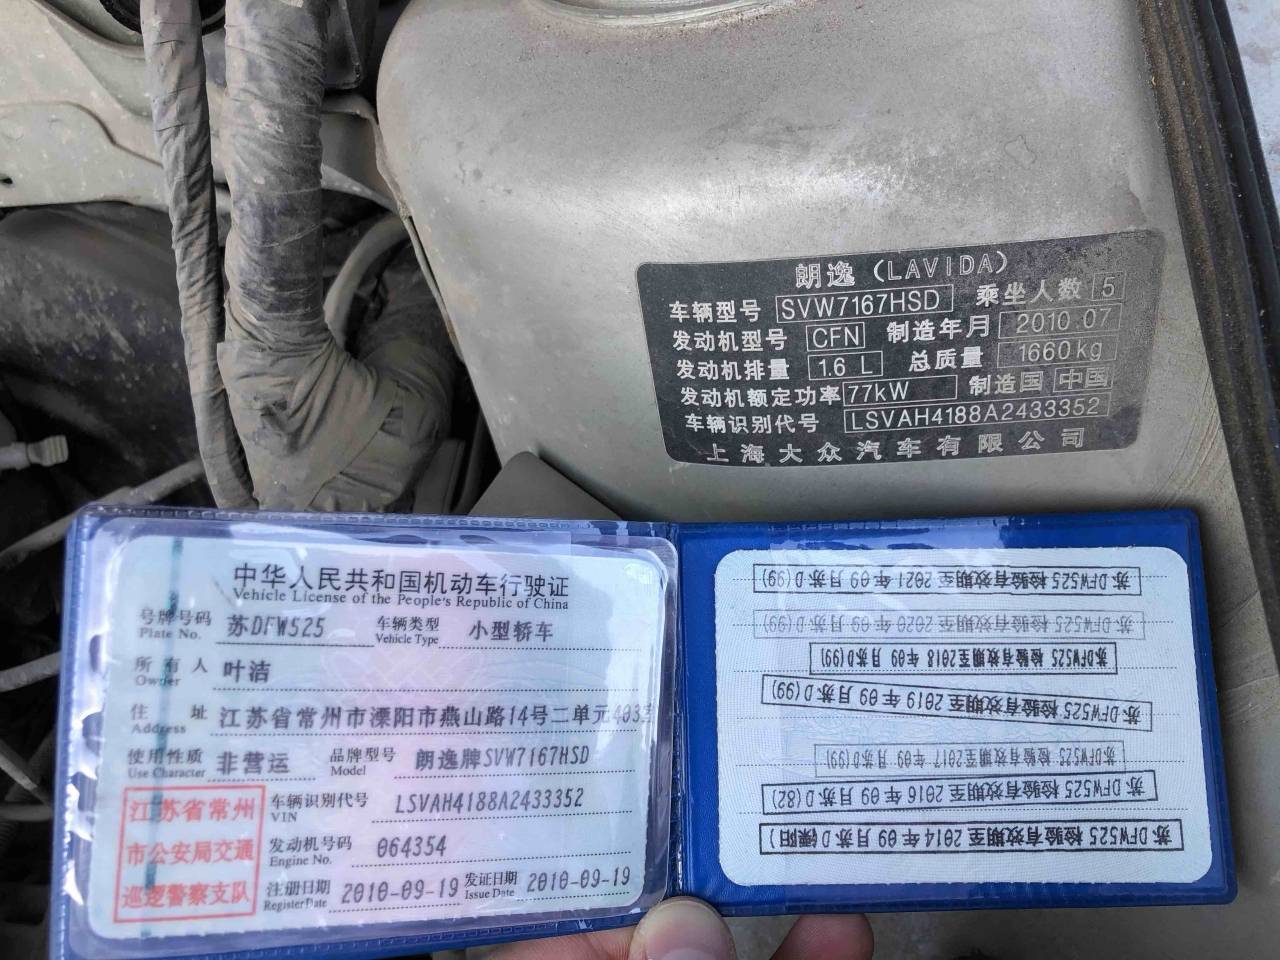 朗逸（LAVIDA）
车辆型号 SVW7167HSD 乘坐人数 5
发动机型号 CFN 制造年月 2010.07
发动机排量 1.6 L 总质量 1660kg
发动机额定功率 77kW 制造国 中国
车辆识别代号 LSVAH4188A2433352
上海大众汽车有限公司
中华人民共和国机动车行驶证
Vehicle License of the People's Republic of China
号牌号码 苏DFW525 车辆类型 小型轿车
Plate No. Vehicle Type
所有人 叶洁
Owner
住址 江苏省常州市溧阳市燕山路14号二单元403室
Address
使用性质 非营运 品牌型号 朗逸牌SVW7167HSD
Use Character Model
江苏省常州
市公安局交通
巡逻警察支队
车辆识别代号 LSVAH4188A2433352
VIN
发动机号码 064354
Engine No.
注册日期 2010-09-19 发证日期 2010-09-19
Register Date Issue Date
苏DFW525 检验有效期至2021年09月苏D(99)
苏DFW525 检验有效期至2020年09月苏D(99)
苏DFW525 检验有效期至2018年09月苏D(99)
苏DFW525 检验有效期至2019年09月苏D(99)
苏DFW525 检验有效期至2017年09月苏D(99)
苏DFW525 检验有效期至2016年09月苏D(82)
苏DFW525 检验有效期至2014年09月苏D(溧阳)